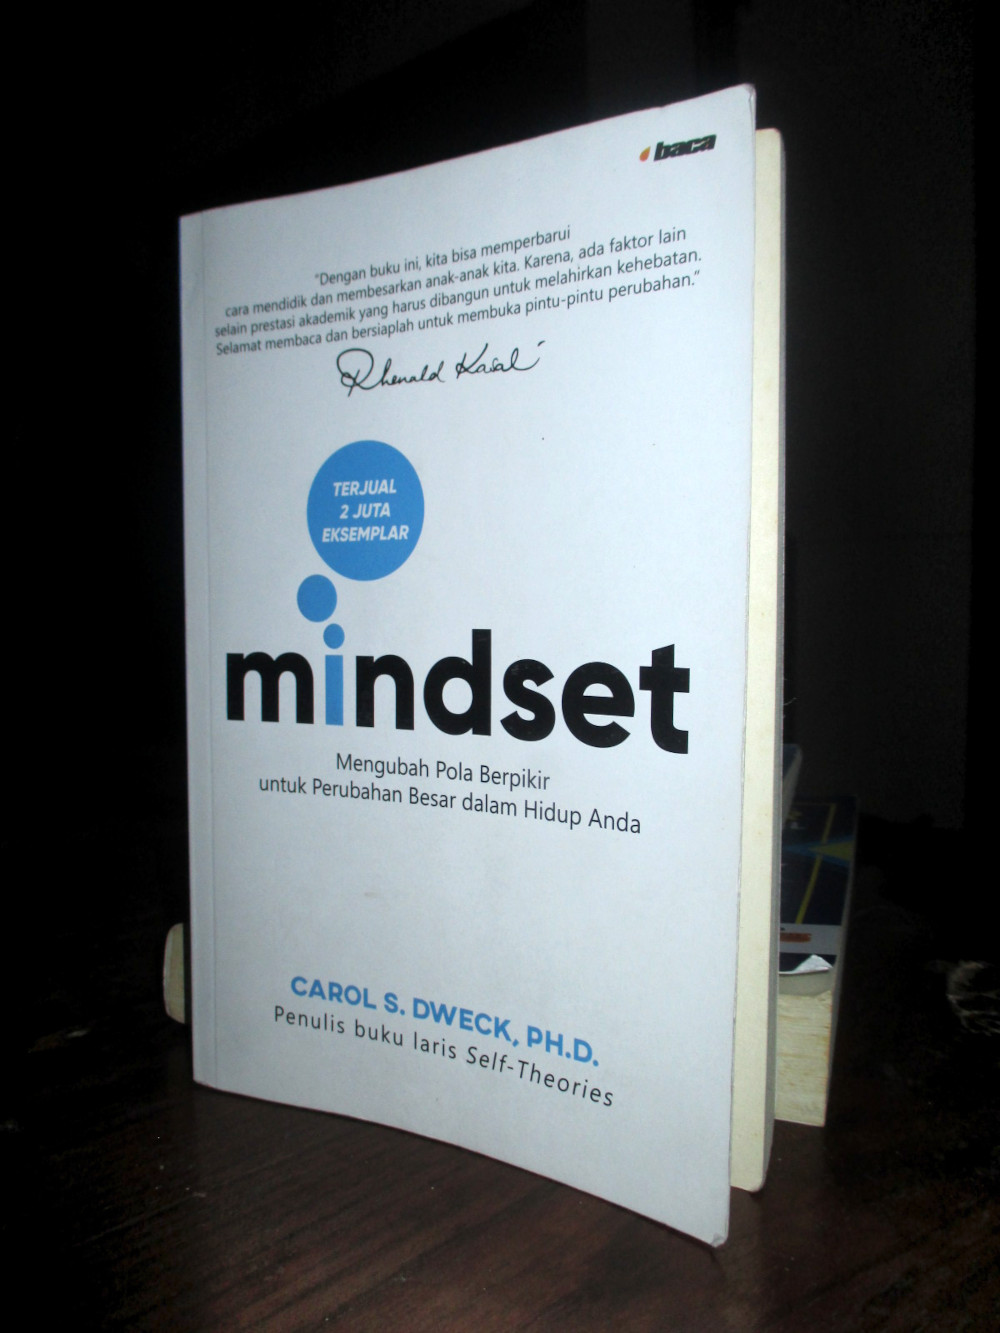 baca
"Dengan buku ini, kita bisa memperbarui
cara mendidik dan membesarkan anak-anak kita. Karena, ada faktor lain
selain prestasi akademik yang harus dibangun untuk melahirkan kehebatan.
Selamat membaca dan bersiaplah untuk membuka pintu-pintu perubahan."
Rhenald Kasali
TERJUAL
2 JUTA
EKSEMPLAR
mindset
Mengubah Pola Berpikir
untuk Perubahan Besar dalam Hidup Anda
CAROL S. DWECK, PH.D.
Penulis buku laris Self-Theories